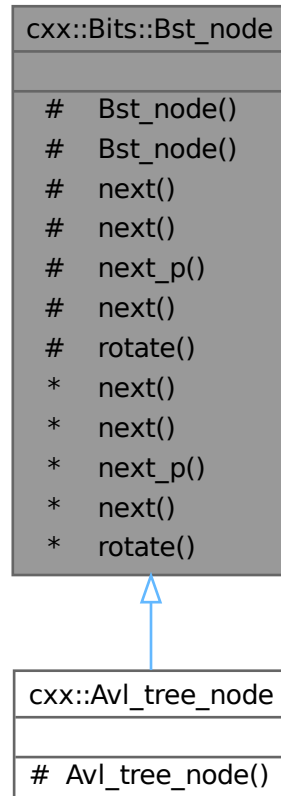 cxx::Bits::Bst_node
# Bst_node()
# Bst_node()
# next()
# next()
# next_p()
# next()
# rotate()
* next()
* next()
* next_p()
* next()
* rotate()
cxx::Avl_tree_node
# Avl_tree_node()